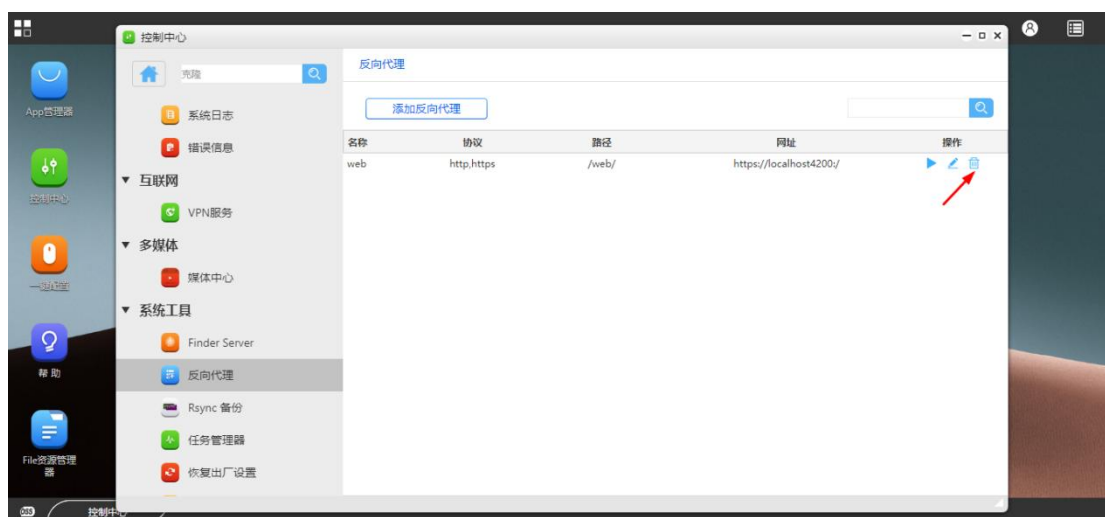 控制中心
克隆
反向代理
App管理器
系统日志
添加反向代理
错误信息
名称 协议 路径 网址 操作
web http,https /web/ https://localhost4200:/
互联网
控制中心
VPN服务
多媒体
媒体中心
系统工具
Finder Server
帮 助
反向代理
Rsync 备份
任务管理器
File资源管理
器
恢复出厂设置
控制中心